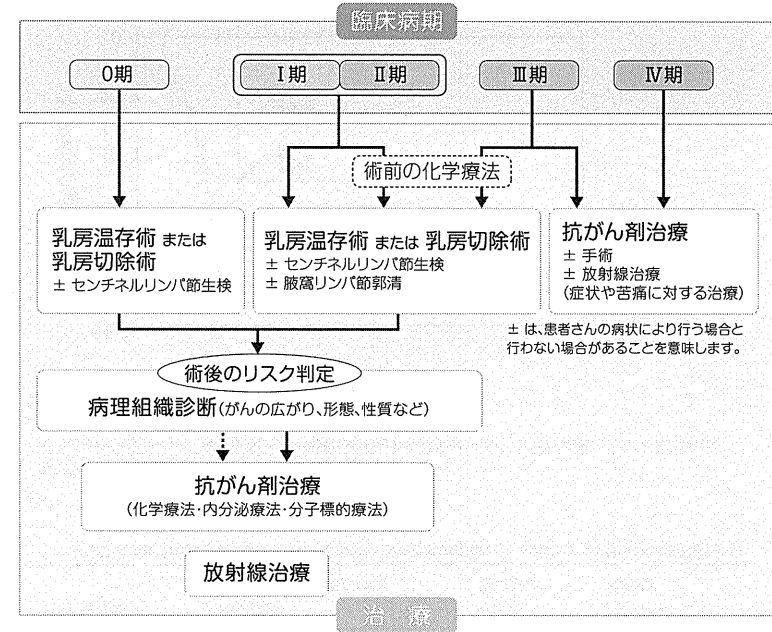 臨床病期
0期
Ⅰ期
Ⅱ期
Ⅲ期
Ⅳ期
術前の化学療法
乳房温存術 または
乳房切除術
± センチネルリンパ節生検
乳房温存術 または 乳房切除術
± センチネルリンパ節生検
± 腋窩リンパ節郭清
抗がん剤治療
± 手術
± 放射線治療
(症状や苦痛に対する治療)
± は、患者さんの病状により行う場合と
行わない場合があることを意味します。
術後のリスク判定
病理組織診断(がんの広がり、形態、性質など)
抗がん剤治療
(化学療法・内分泌療法・分子標的療法)
放射線治療
治 療